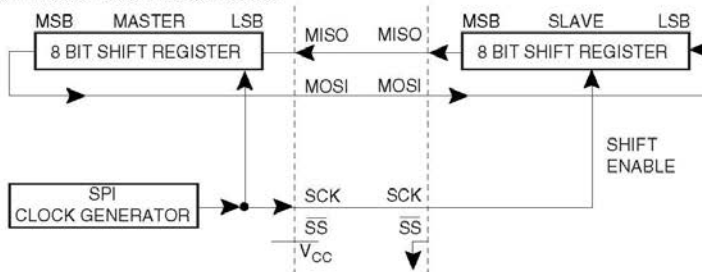 MSB MASTER LSB
8 BIT SHIFT REGISTER
MISO MISO
MSB SLAVE LSB
8 BIT SHIFT REGISTER
MOSI MOSI
SHIFT
ENABLE
SPI
CLOCK GENERATOR
SCK SCK
SS SS
VCC